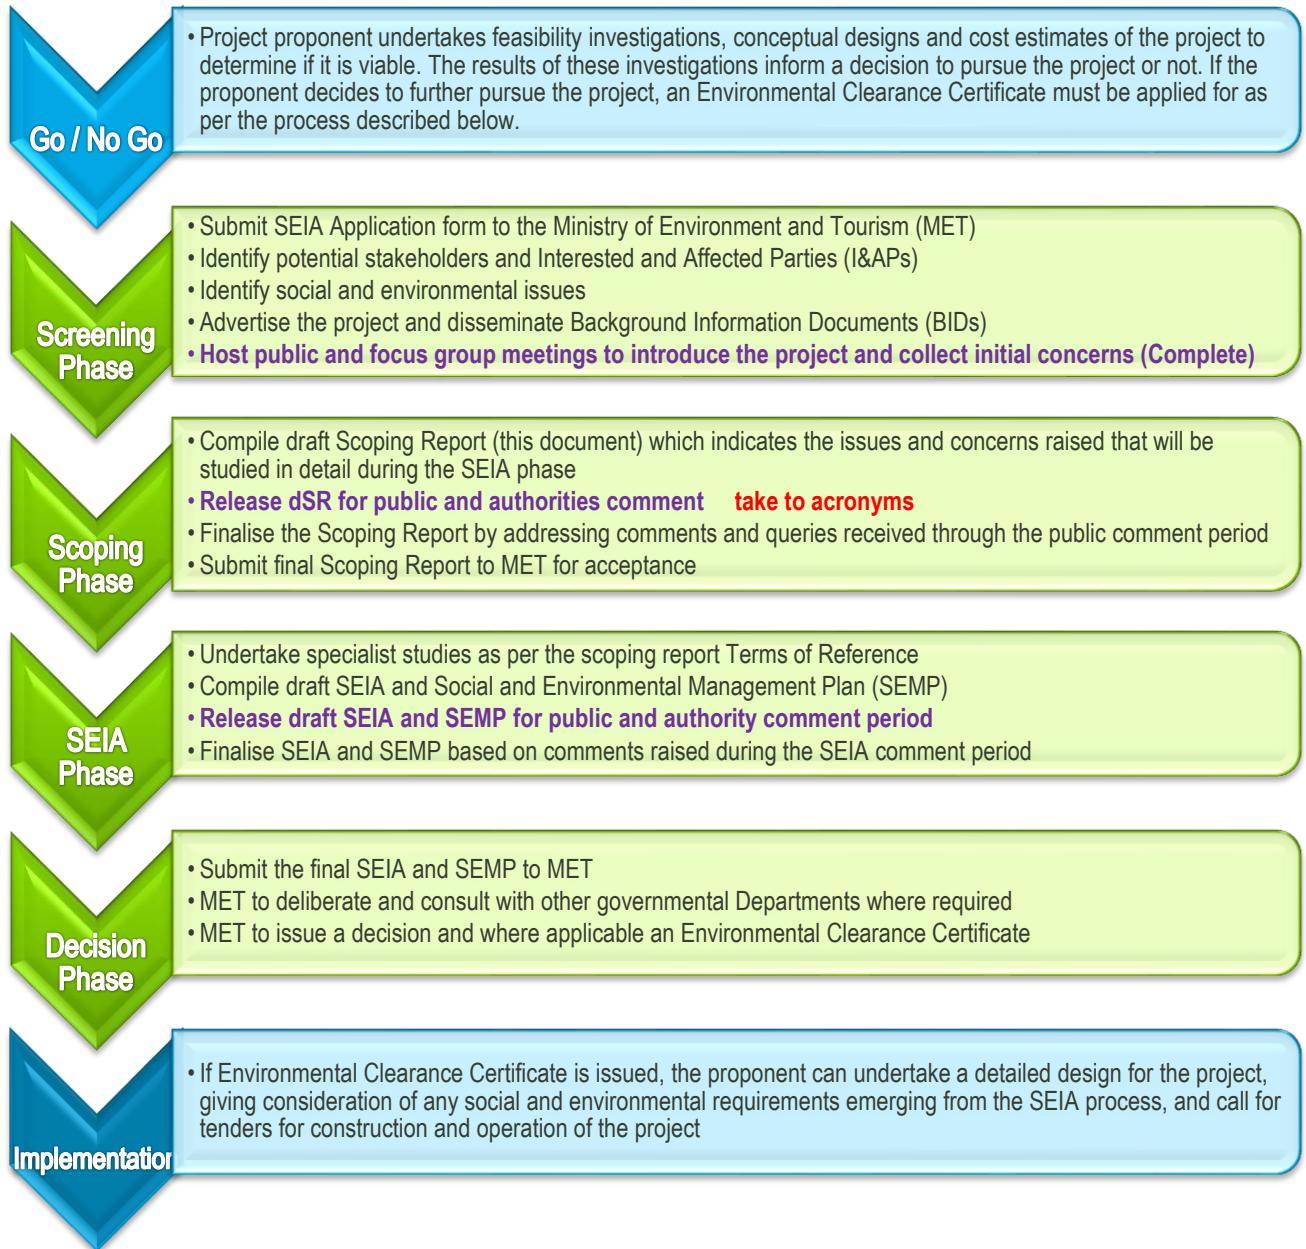 Go / No Go
• Project proponent undertakes feasibility investigations, conceptual designs and cost estimates of the project to
determine if it is viable. The results of these investigations inform a decision to pursue the project or not. If the
proponent decides to further pursue the project, an Environmental Clearance Certificate must be applied for as
per the process described below.
Screening
Phase
• Submit SEIA Application form to the Ministry of Environment and Tourism (MET)
• Identify potential stakeholders and Interested and Affected Parties (I&APs)
• Identify social and environmental issues
• Advertise the project and disseminate Background Information Documents (BIDs)
• Host public and focus group meetings to introduce the project and collect initial concerns (Complete)
Scoping
Phase
• Compile draft Scoping Report (this document) which indicates the issues and concerns raised that will be
studied in detail during the SEIA phase
• Release dSR for public and authorities comment take to acronyms
• Finalise the Scoping Report by addressing comments and queries received through the public comment period
• Submit final Scoping Report to MET for acceptance
SEIA
Phase
• Undertake specialist studies as per the scoping report Terms of Reference
• Compile draft SEIA and Social and Environmental Management Plan (SEMP)
• Release draft SEIA and SEMP for public and authority comment period
• Finalise SEIA and SEMP based on comments raised during the SEIA comment period
Decision
Phase
• Submit the final SEIA and SEMP to MET
• MET to deliberate and consult with other governmental Departments where required
• MET to issue a decision and where applicable an Environmental Clearance Certificate
Implementation
• If Environmental Clearance Certificate is issued, the proponent can undertake a detailed design for the project,
giving consideration of any social and environmental requirements emerging from the SEIA process, and call for
tenders for construction and operation of the project